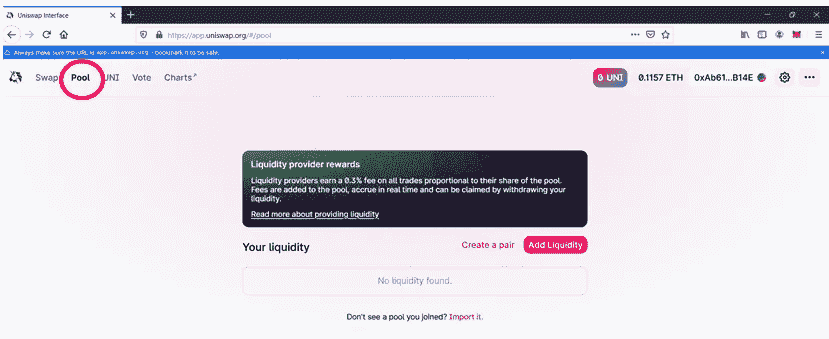 Uniswap Interface
https://app.uniswap.org/#/pool
Always make sure the URL is app.uniswap.org - bookmark it to be safe.
Swap Pool UNI Vote Charts
0 UNI 0.1157 ETH 0xAb61...B14E
Liquidity provider rewards
Liquidity providers earn a 0.3% fee on all trades proportional to their share of the pool.
Fees are added to the pool, accrue in real time and can be claimed by withdrawing your
liquidity.
Read more about providing liquidity
Your liquidity Create a pair Add Liquidity
No liquidity found.
Don't see a pool you joined? Import it.